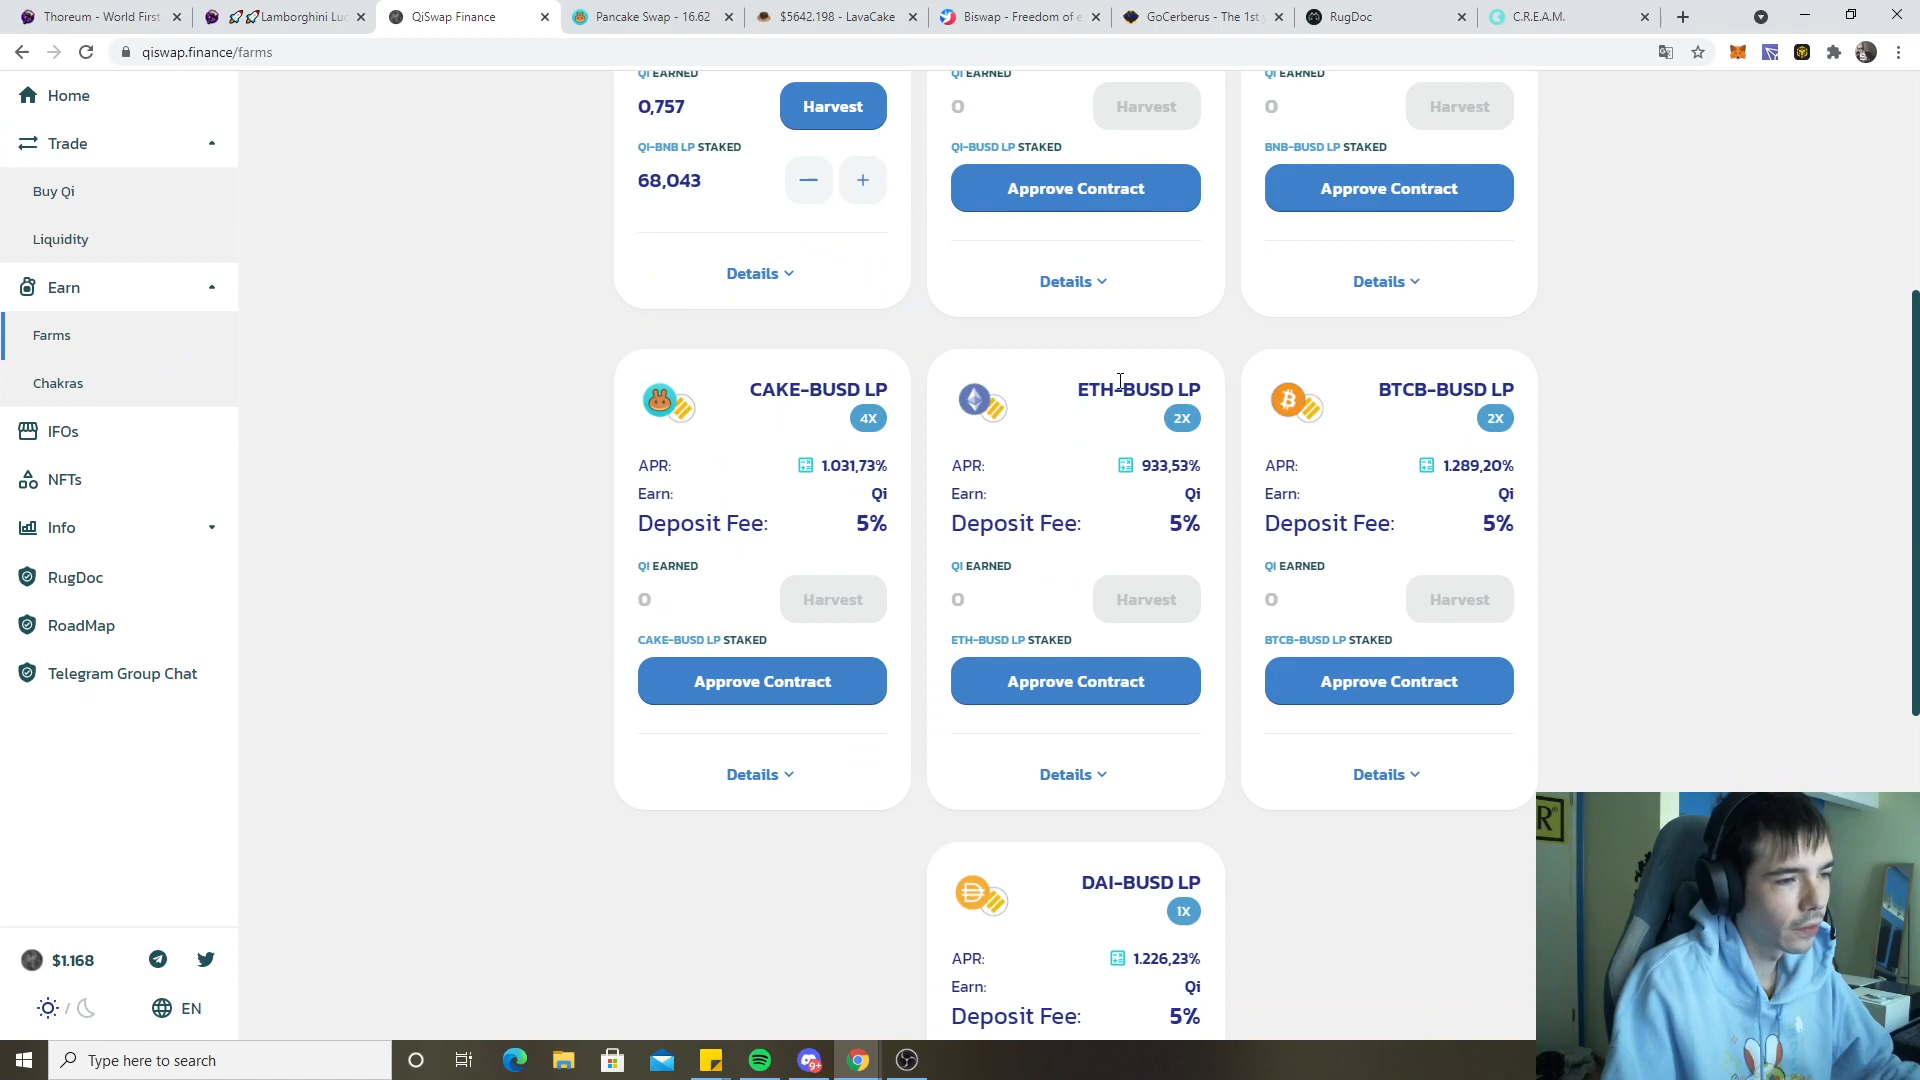 Thoreum - World First
🚀🚀Lamborghini Luc
QiSwap Finance
Pancake Swap - 16.62
$5642.198 - LavaCake
Biswap - Freedom of e
GoCerberus - The 1st
RugDoc
C.R.E.A.M.
qiswap.finance/farms
Home
Trade
Buy Qi
Liquidity
Earn
Farms
Chakras
IFOs
NFTs
Info
RugDoc
RoadMap
Telegram Group Chat
$1.168
/
EN
QI EARNED
0,757
Harvest
QI-BNB LP STAKED
68,043
Details
QI EARNED
0
Harvest
QI-BUSD LP STAKED
Approve Contract
Details
QI EARNED
0
Harvest
BNB-BUSD LP STAKED
Approve Contract
Details
CAKE-BUSD LP
4X
APR: 1.031,73%
Earn: Qi
Deposit Fee: 5%
QI EARNED
0
Harvest
CAKE-BUSD LP STAKED
Approve Contract
Details
ETH-BUSD LP
2X
APR: 933,53%
Earn: Qi
Deposit Fee: 5%
QI EARNED
0
Harvest
ETH-BUSD LP STAKED
Approve Contract
Details
BTCB-BUSD LP
2X
APR: 1.289,20%
Earn: Qi
Deposit Fee: 5%
QI EARNED
0
Harvest
BTCB-BUSD LP STAKED
Approve Contract
Details
DAI-BUSD LP
1X
APR: 1.226,23%
Earn: Qi
Deposit Fee: 5%
Type here to search